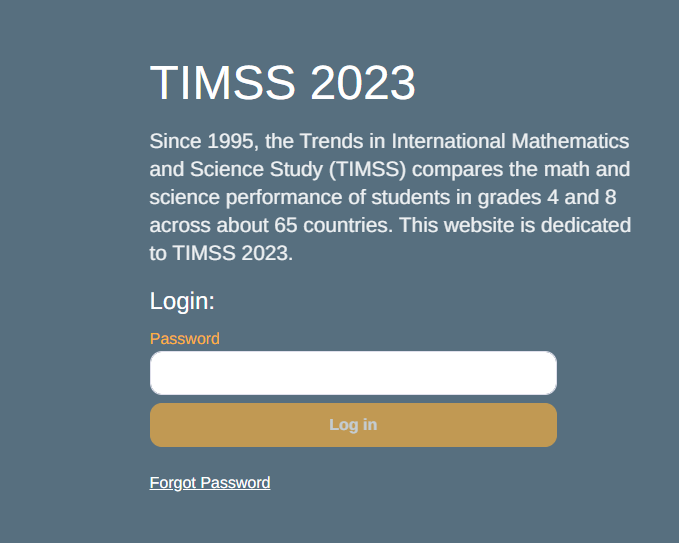 TIMSS 2023
Since 1995, the Trends in International Mathematics
and Science Study (TIMSS) compares the math and
science performance of students in grades 4 and 8
across about 65 countries. This website is dedicated
to TIMSS 2023.
Login:
Password
Log in
Forgot Password